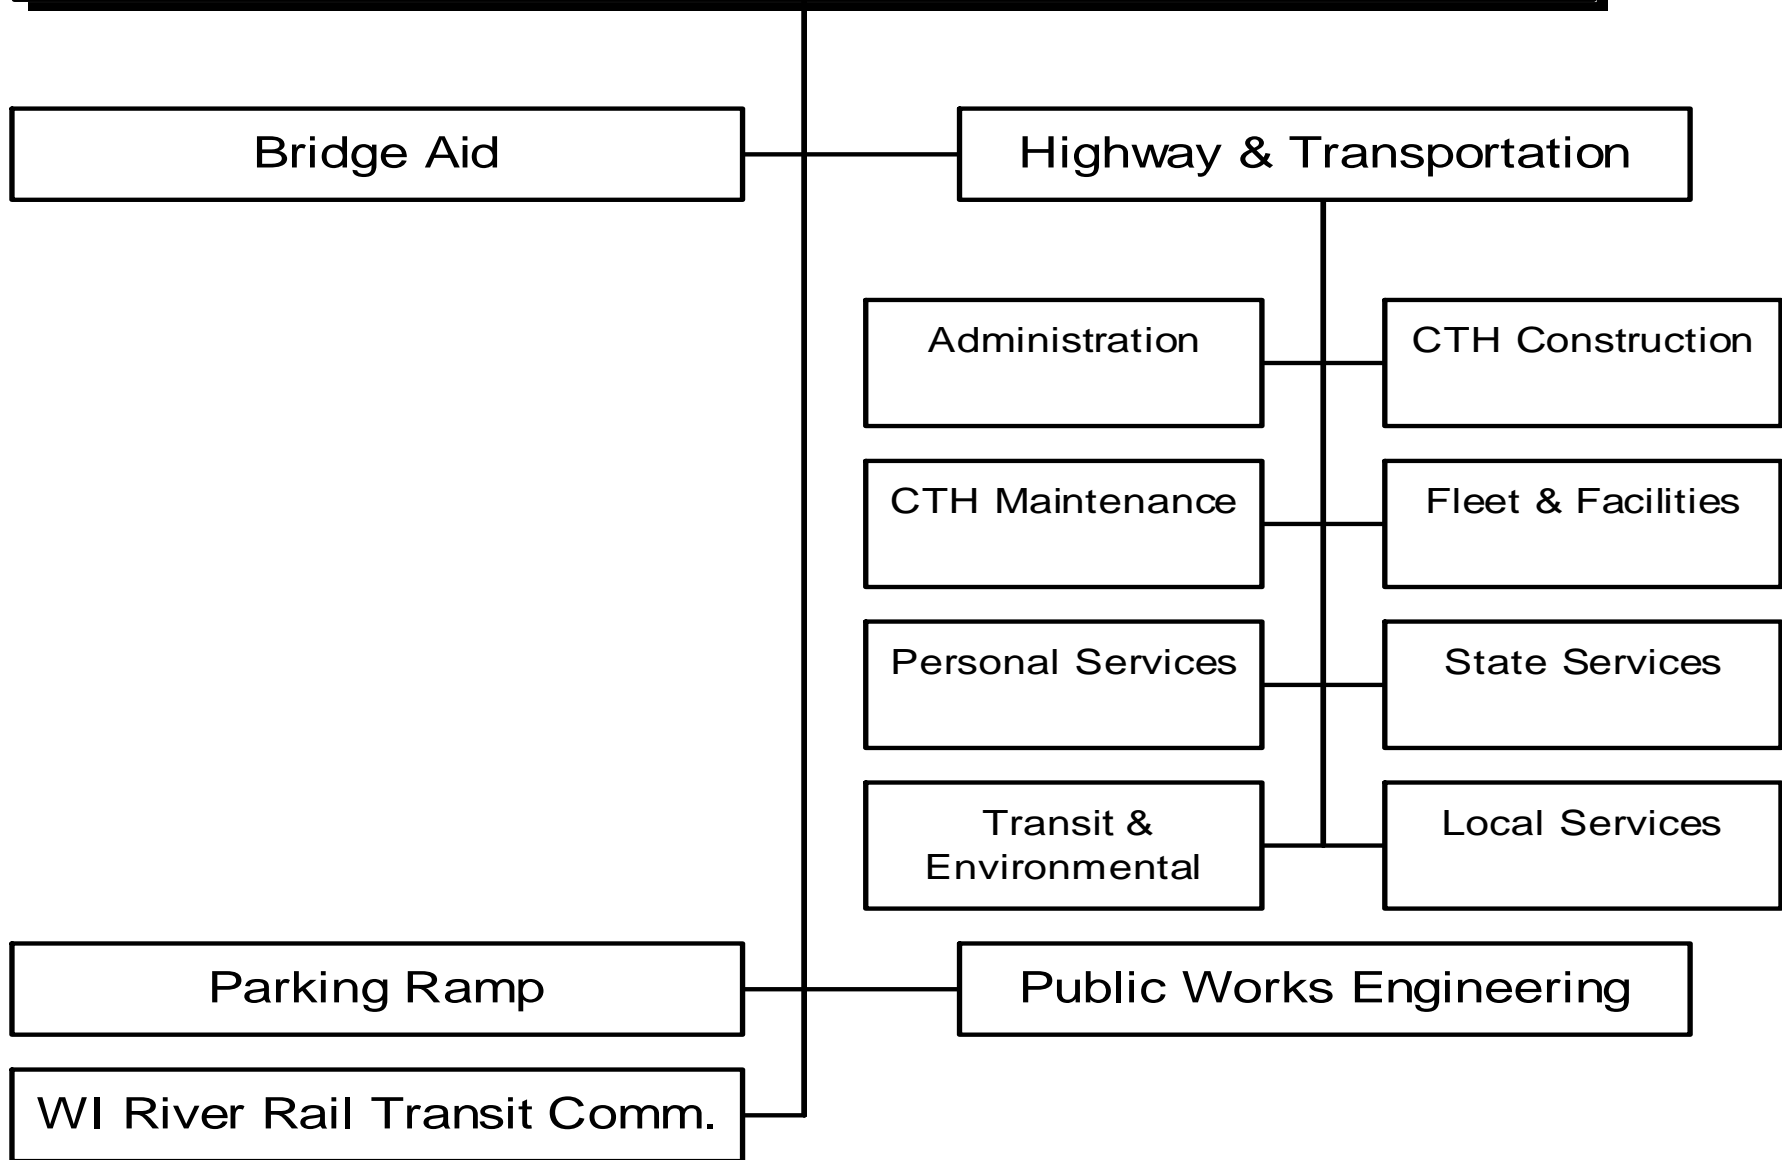 Bridge Aid
Highway & Transportation
Administration
CTH Construction
CTH Maintenance
Fleet & Facilities
Personal Services
State Services
Transit &
Environmental
Local Services
Parking Ramp
Public Works Engineering
WI River Rail Transit Comm.